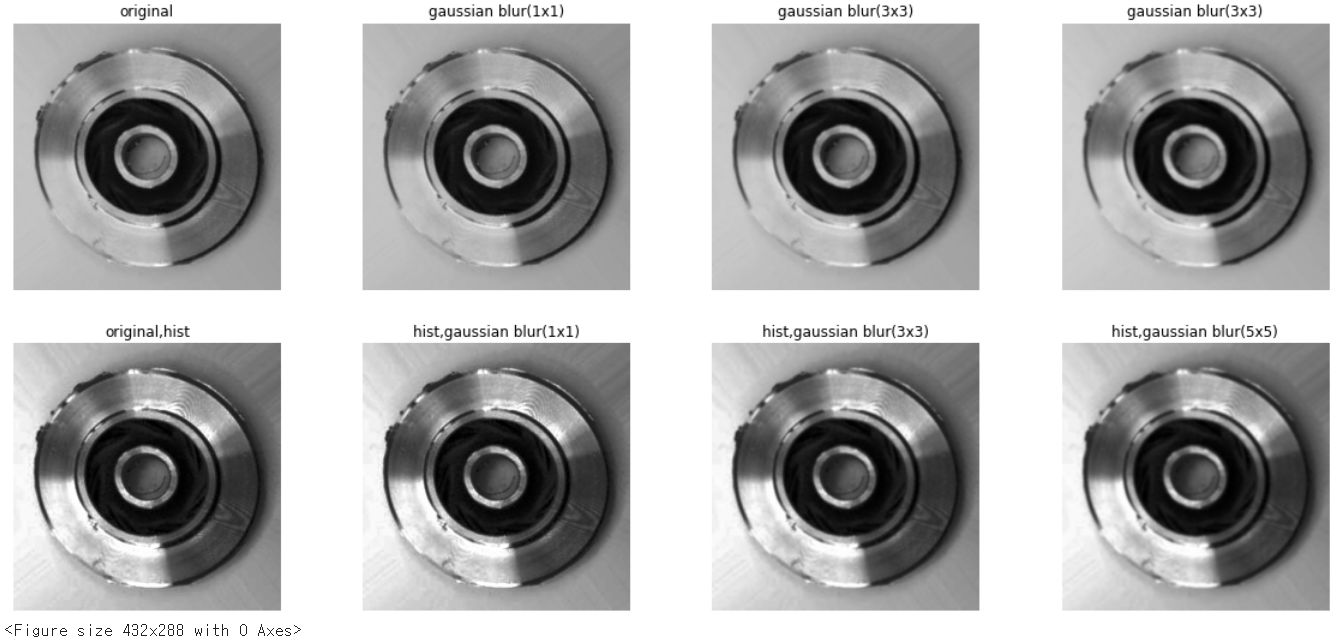 original
gaussian blur(1x1)
gaussian blur(3x3)
gaussian blur(3x3)
original,hist
hist,gaussian blur(1x1)
hist,gaussian blur(3x3)
hist,gaussian blur(5x5)
<Figure size 432x288 with 0 Axes>